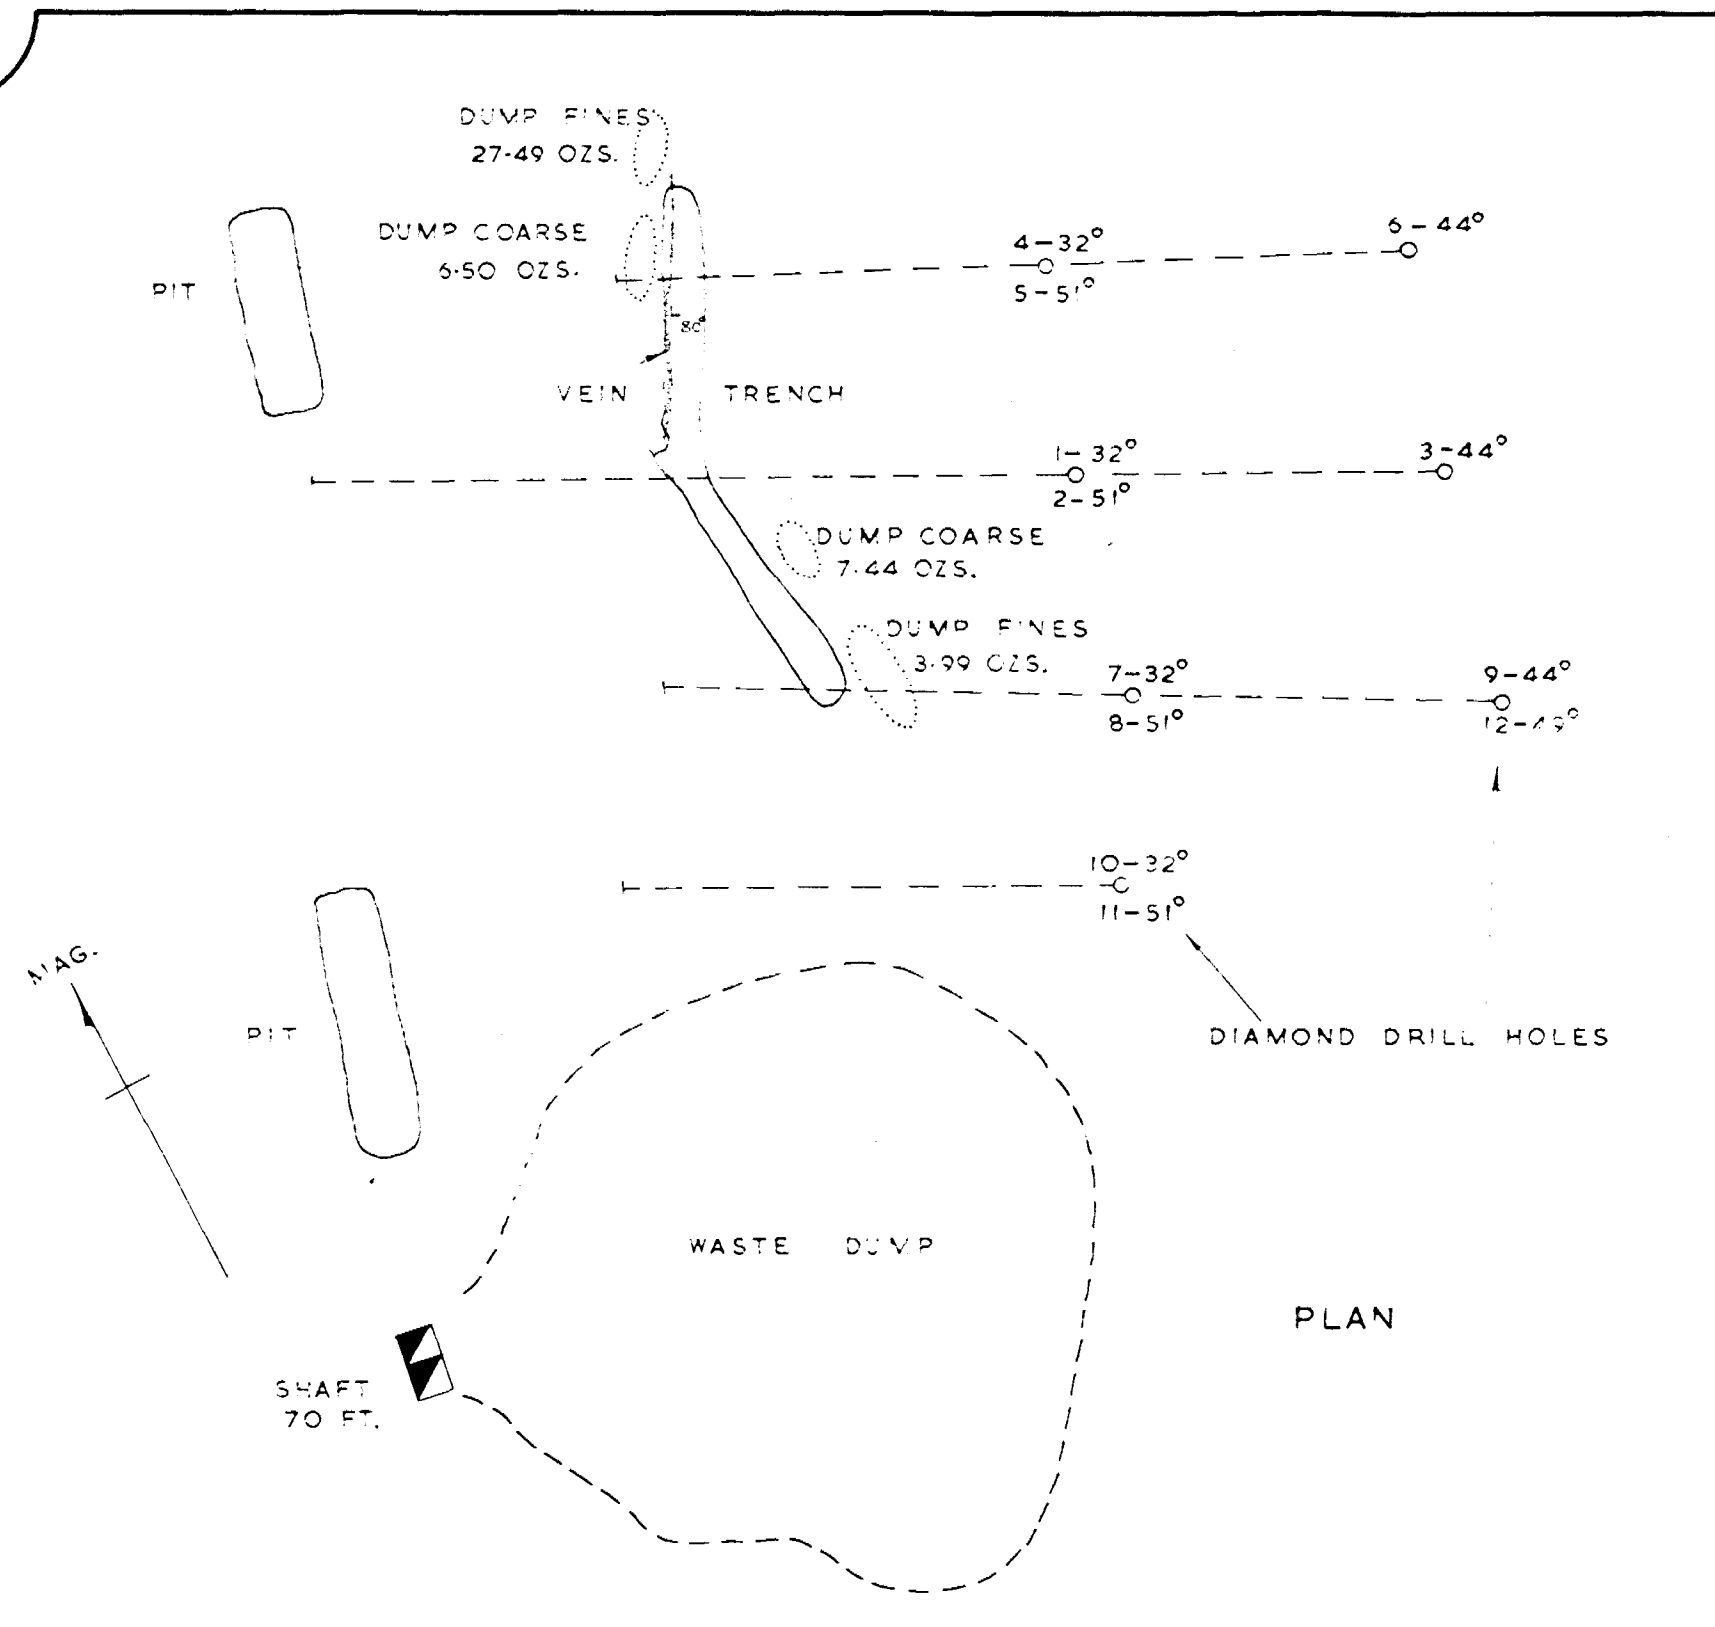 DUMP FINES
27·49 OZS.
DUMP COARSE
6·50 OZS.
PIT
4-32°
5-51°
6-44°
80°
VEIN
TRENCH
1-32°
2-51°
3-44°
DUMP COARSE
7·44 OZS.
DUMP FINES
3·99 OZS.
7-32°
8-51°
9-44°
12-49°
10-32°
11-51°
MAG.
PIT
DIAMOND DRILL HOLES
WASTE DUMP
PLAN
SHAFT
70 FT.